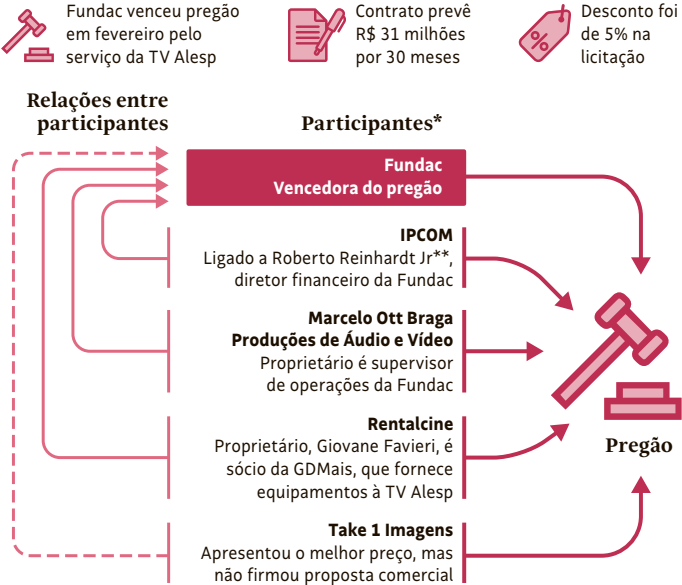 Fundac venceu pregão
em fevereiro pelo
serviço da TV Alesp
Contrato prevê
R$ 31 milhões
por 30 meses
Desconto foi
de 5% na
licitação
Relações entre
participantes
Participantes*
Fundac
Vencedora do pregão
IPCOM
Ligado a Roberto Reinhardt Jr**,
diretor financeiro da Fundac
Marcelo Ott Braga
Produções de Áudio e Vídeo
Proprietário é supervisor
de operações da Fundac
Rentalcine
Proprietário, Giovane Favieri, é
sócio da GDMais, que fornece
equipamentos à TV Alesp
Pregão
Take 1 Imagens
Apresentou o melhor preço, mas
não firmou proposta comercial